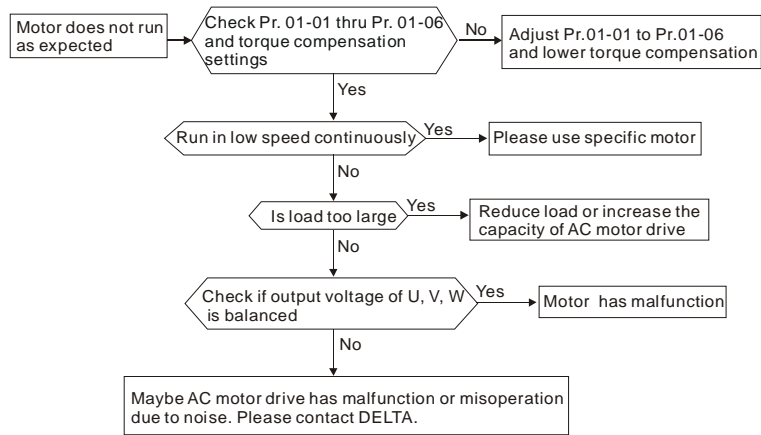 Motor does not run
as expected
Check Pr. 01-01 thru Pr. 01-06
and torque compensation
settings
No
Adjust Pr.01-01 to Pr.01-06
and lower torque compensation
Yes
Run in low speed continuously
Yes
Please use specific motor
No
Is load too large
Yes
Reduce load or increase the
capacity of AC motor drive
No
Check if output voltage of U, V, W
is balanced
Yes
Motor has malfunction
No
Maybe AC motor drive has malfunction or misoperation
due to noise. Please contact DELTA.